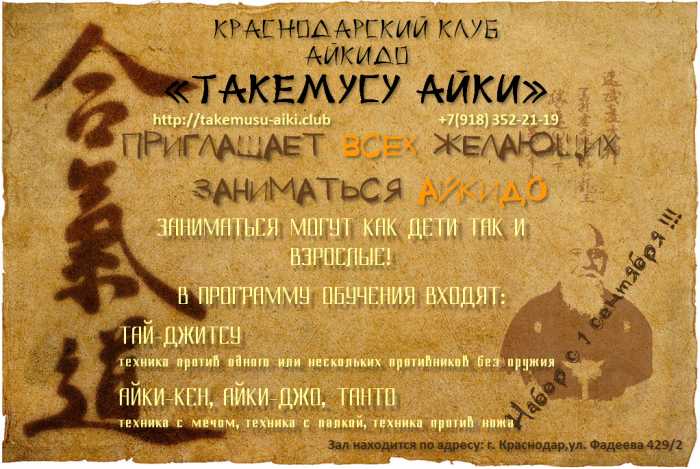 КРАСНОДАРСКИЙ КЛУБ
АЙКИДО
«ТАКЕМУСУ АЙКИ»
http://takemusu-aiki.club +7(918) 352-21-19
ПРИГЛАШАЕТ ВСЕХ ЖЕЛАЮЩИХ
ЗАНИМАТЬСЯ АЙКИДО
ЗАНИМАТЬСЯ МОГУТ КАК ДЕТИ ТАК И
ВЗРОСЛЫЕ!
В ПРОГРАММУ ОБУЧЕНИЯ ВХОДЯТ:
ТАЙ-ДЖИТСУ
техника против одного или нескольких противников без оружия
АЙКИ-КЕН, АЙКИ-ДЖО, ТАНТО
техника с мечом, техника с палкой, техника против ножа
Набор с 1 сентября !!!
Зал находится по адресу: г. Краснодар,ул. Фадеева 429/2
合氣道